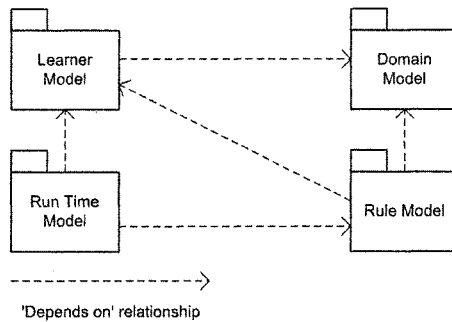 Learner
Model
Domain
Model
Run Time
Model
Rule Model
'Depends on' relationship